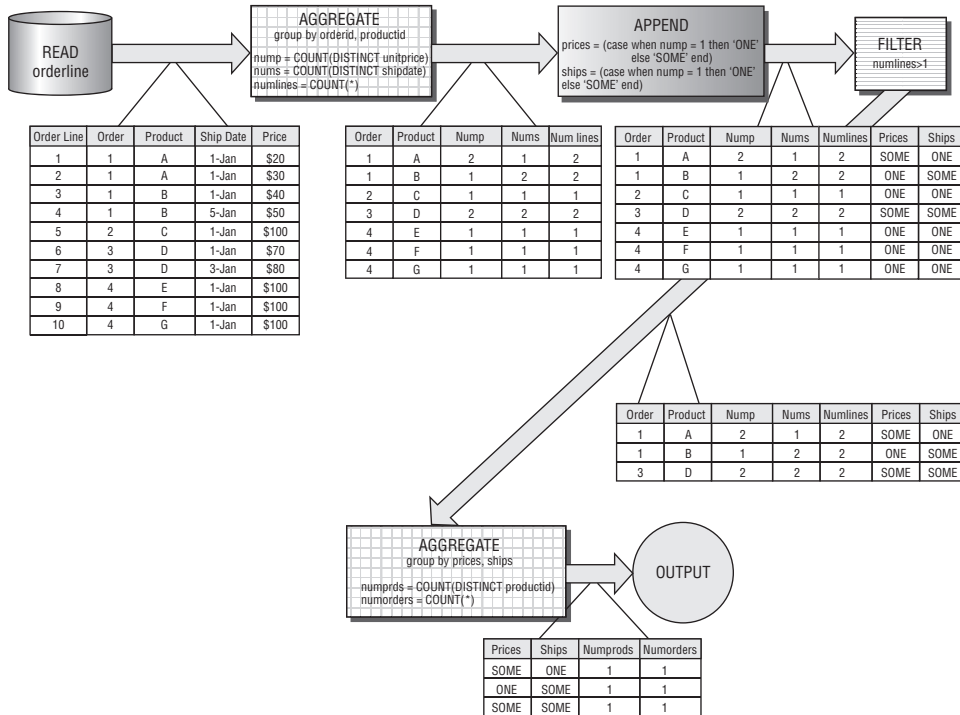 READ
orderline
AGGREGATE
group by orderid, productid
nump = COUNT(DISTINCT unitprice)
nums = COUNT(DISTINCT shipdate)
numlines = COUNT(*)
APPEND
prices = (case when nump = 1 then ‘ONE’
else ‘SOME’ end)
ships = (case when nump = 1 then ‘ONE’
else ‘SOME’ end)
FILTER
numlines>1
Order Line Order Product Ship Date Price
1 1 A 1-Jan $20
2 1 A 1-Jan $30
3 1 B 1-Jan $40
4 1 B 5-Jan $50
5 2 C 1-Jan $100
6 3 D 1-Jan $70
7 3 D 3-Jan $80
8 4 E 1-Jan $100
9 4 F 1-Jan $100
10 4 G 1-Jan $100
Order Product Nump Nums Num lines
1 A 2 1 2
1 B 1 2 2
2 C 1 1 1
3 D 2 2 2
4 E 1 1 1
4 F 1 1 1
4 G 1 1 1
Order Product Nump Nums Numlines Prices Ships
1 A 2 1 2 SOME ONE
1 B 1 2 2 ONE SOME
2 C 1 1 1 ONE ONE
3 D 2 2 2 SOME SOME
4 E 1 1 1 ONE ONE
4 F 1 1 1 ONE ONE
4 G 1 1 1 ONE ONE
Order Product Nump Nums Numlines Prices Ships
1 A 2 1 2 SOME ONE
1 B 1 2 2 ONE SOME
3 D 2 2 2 SOME SOME
AGGREGATE
group by prices, ships
numprds = COUNT(DISTINCT productid)
numorders = COUNT(*)
OUTPUT
Prices Ships Numprods Numorders
SOME ONE 1 1
ONE SOME 1 1
SOME SOME 1 1